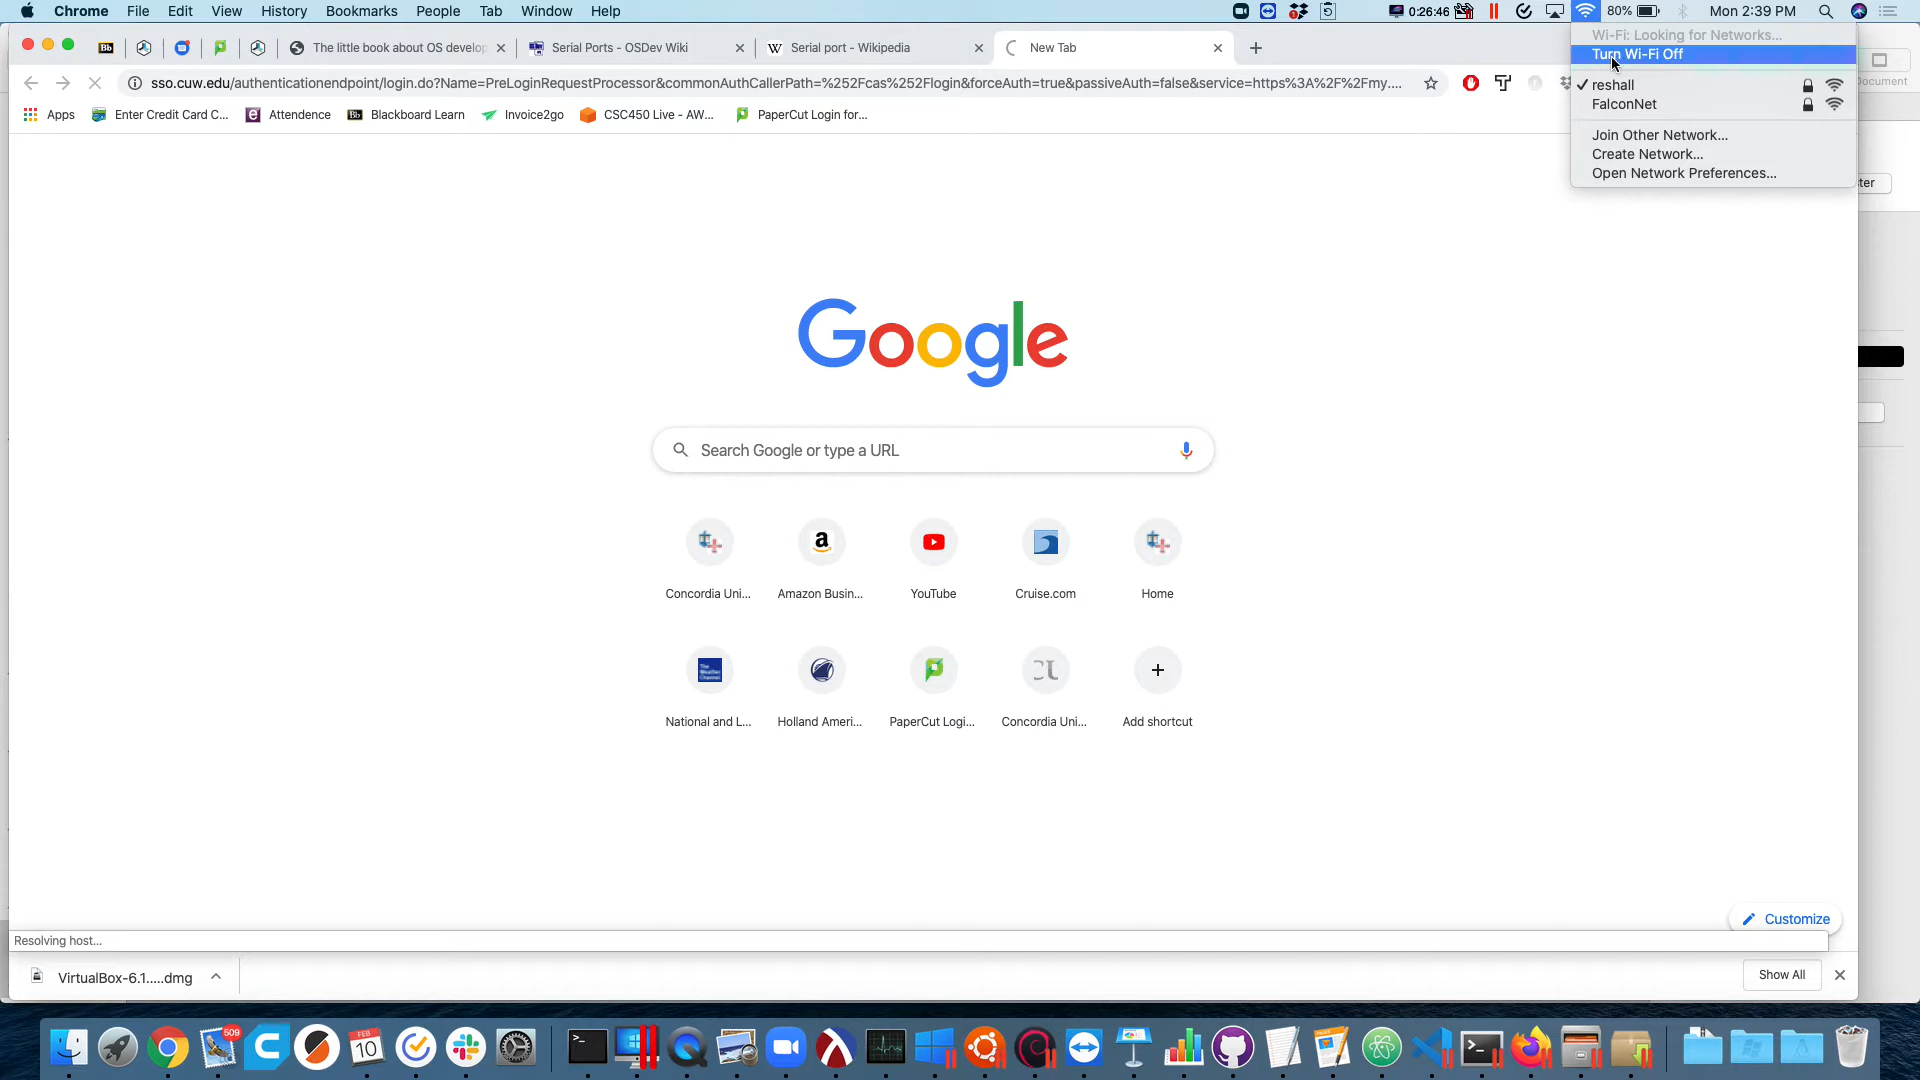 Chrome File Edit View History Bookmarks People Tab Window Help 0:26:46 80% Mon 2:39 PM
The little book about OS develop Serial Ports - OSDev Wiki Serial port - Wikipedia New Tab
Wi-Fi: Looking for Networks...
Turn Wi-Fi Off
sso.cuw.edu/authenticationendpoint/login.do?Name=PreLoginRequestProcessor&commonAuthCallerPath=%252Fcas%252Flogin&forceAuth=true&passiveAuth=false&service=https%3A%2F%2Fmy....
ocument
reshall
FalconNet
Apps Enter Credit Card C... Attendence Blackboard Learn Invoice2go CSC450 Live - AW... PaperCut Login for...
Join Other Network...
Create Network...
Open Network Preferences...
ter
Google
Search Google or type a URL
Concordia Uni... Amazon Busin... YouTube Cruise.com Home
National and L... Holland Ameri... PaperCut Logi... Concordia Uni... Add shortcut
Customize
Resolving host...
VirtualBox-6.1.....dmg Show All
509
FEB
10